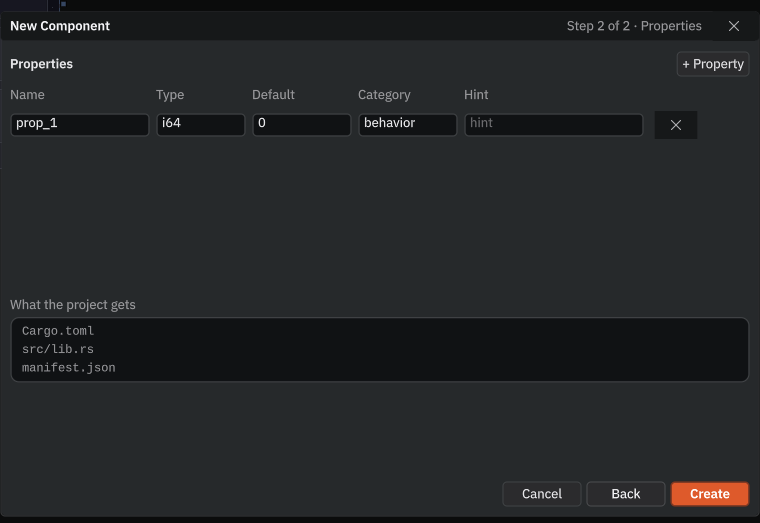 New Component
Step 2 of 2 · Properties
Properties
+ Property
Name Type Default Category Hint
prop_1 i64 0 behavior hint
What the project gets
Cargo.toml
src/lib.rs
manifest.json
Cancel Back Create